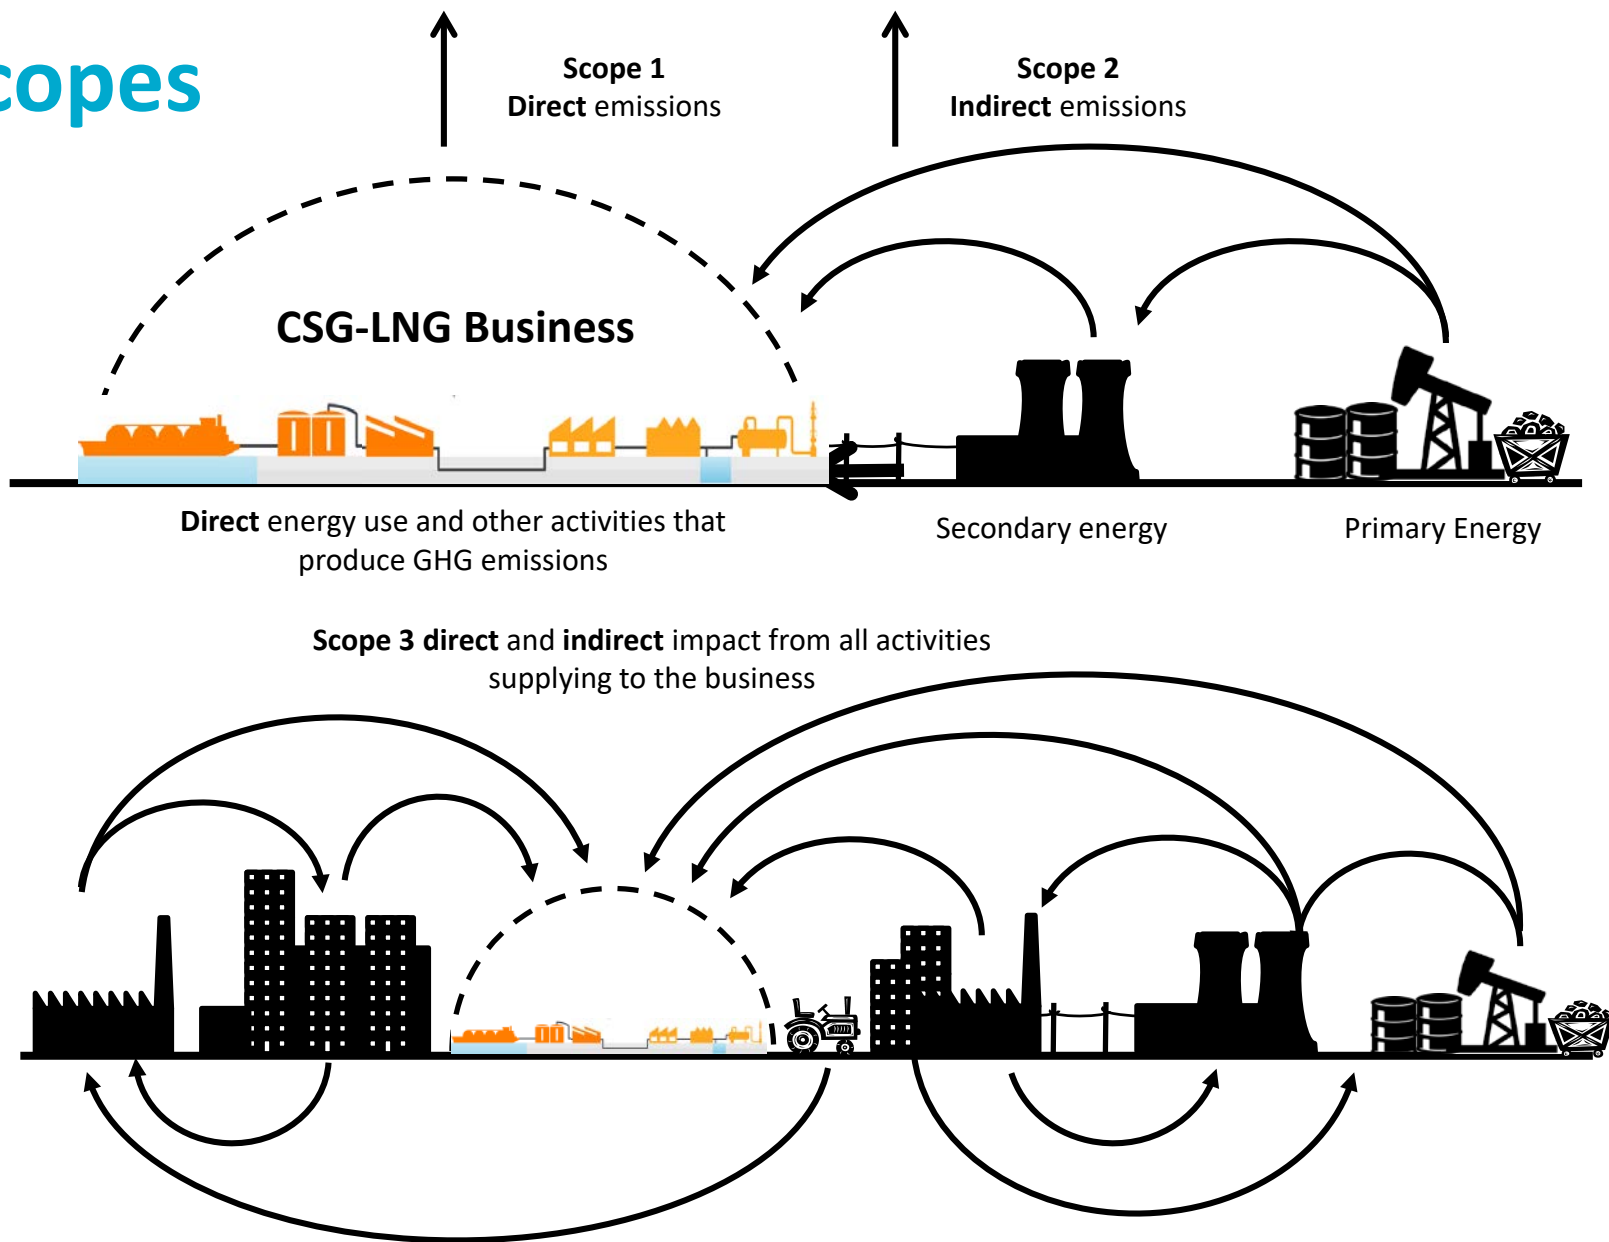 copes
Scope 1
Direct emissions
Scope 2
Indirect emissions
CSG-LNG Business
Direct energy use and other activities that
produce GHG emissions
Secondary energy
Primary Energy
Scope 3 direct and indirect impact from all activities
supplying to the business